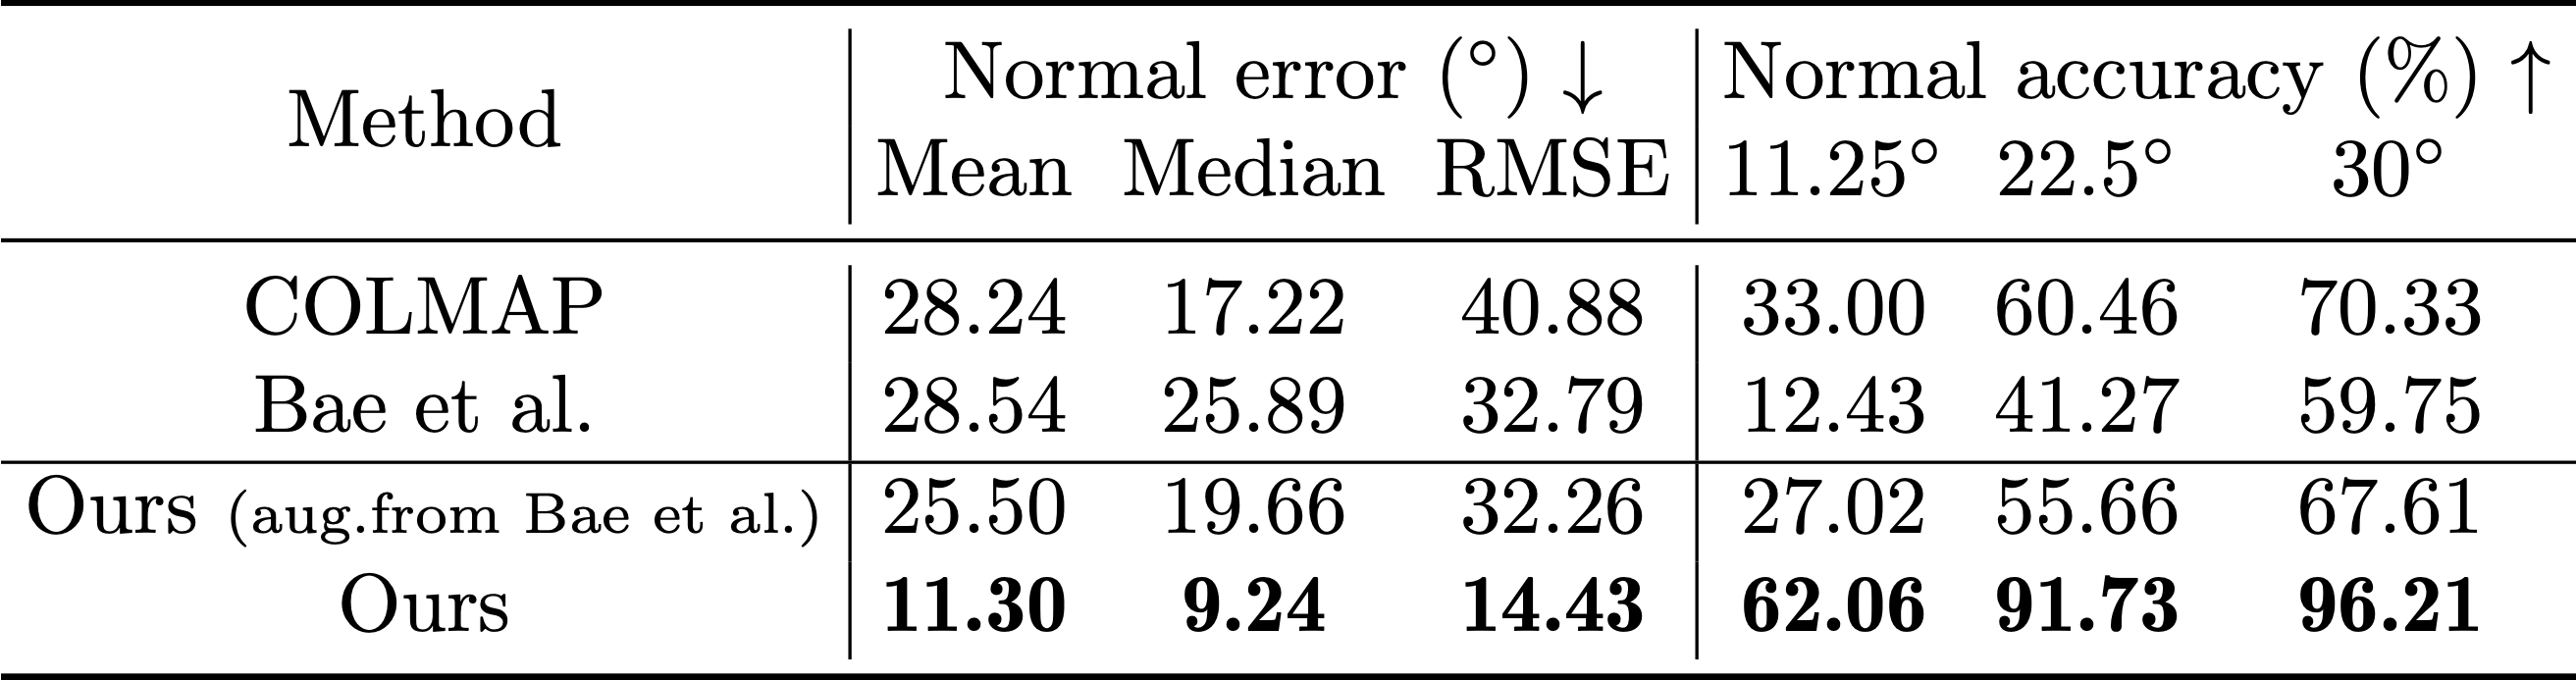 Method Normal error (°) ↓ Normal accuracy (%) ↑
Mean Median RMSE 11.25° 22.5° 30°
COLMAP 28.24 17.22 40.88 33.00 60.46 70.33
Bae et al. 28.54 25.89 32.79 12.43 41.27 59.75
Ours (aug.from Bae et al.) 25.50 19.66 32.26 27.02 55.66 67.61
Ours 11.30 9.24 14.43 62.06 91.73 96.21